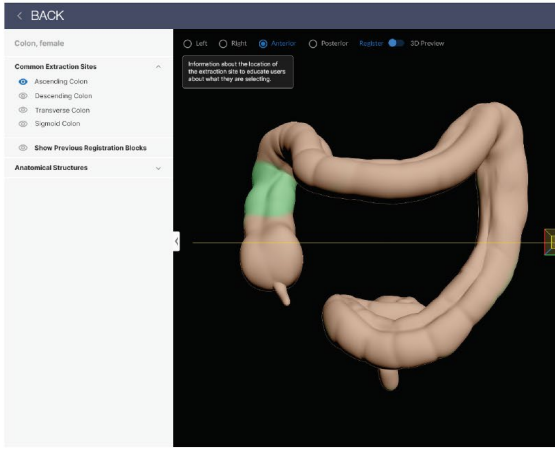 BACK
Colon, female
Left Right Anterior Posterior Register 3D Preview
Common Extraction Sites
Ascending Colon
Descending Colon
Transverse Colon
Sigmoid Colon
Show Previous Registration Blocks
Anatomical Structures
Information about the location of
the extraction site to educate users
about what they are selecting.